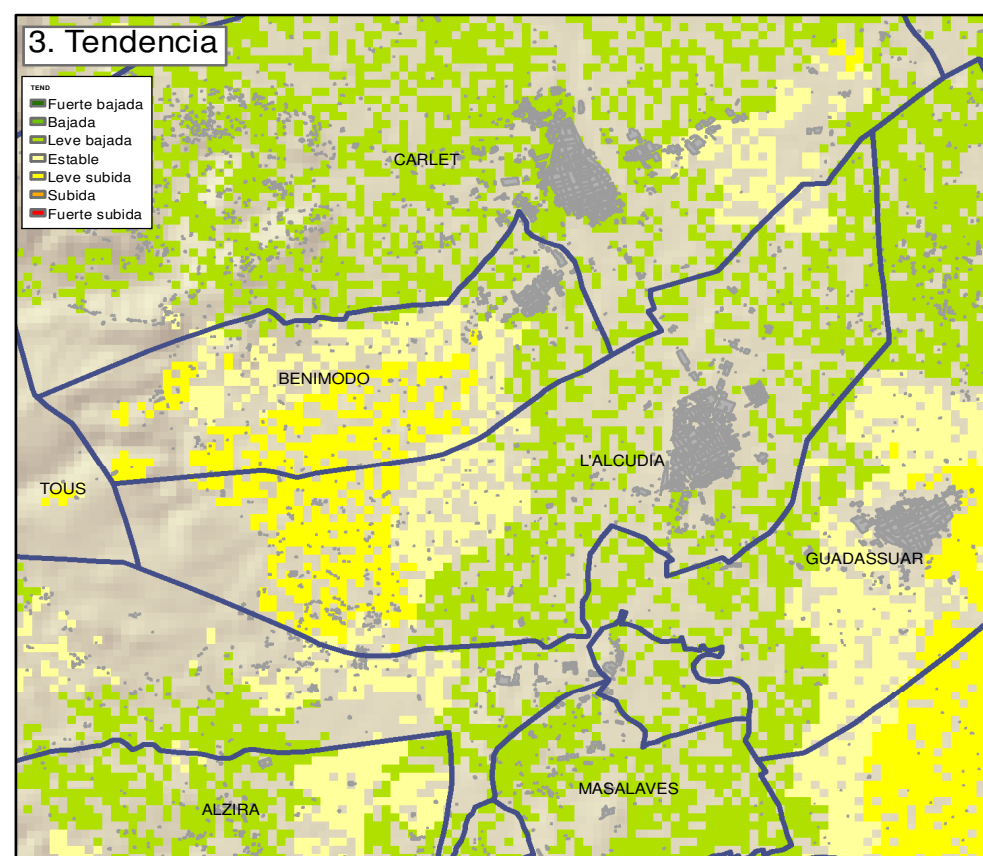 3. Tendencia
TEND
Fuerte bajada
Bajada
Leve bajada
Estable
Leve subida
Subida
Fuerte subida
CARLET
BENIMODO
L'ALCUDIA
TOUS
GUADASSUAR
MASALAVES
ALZIRA